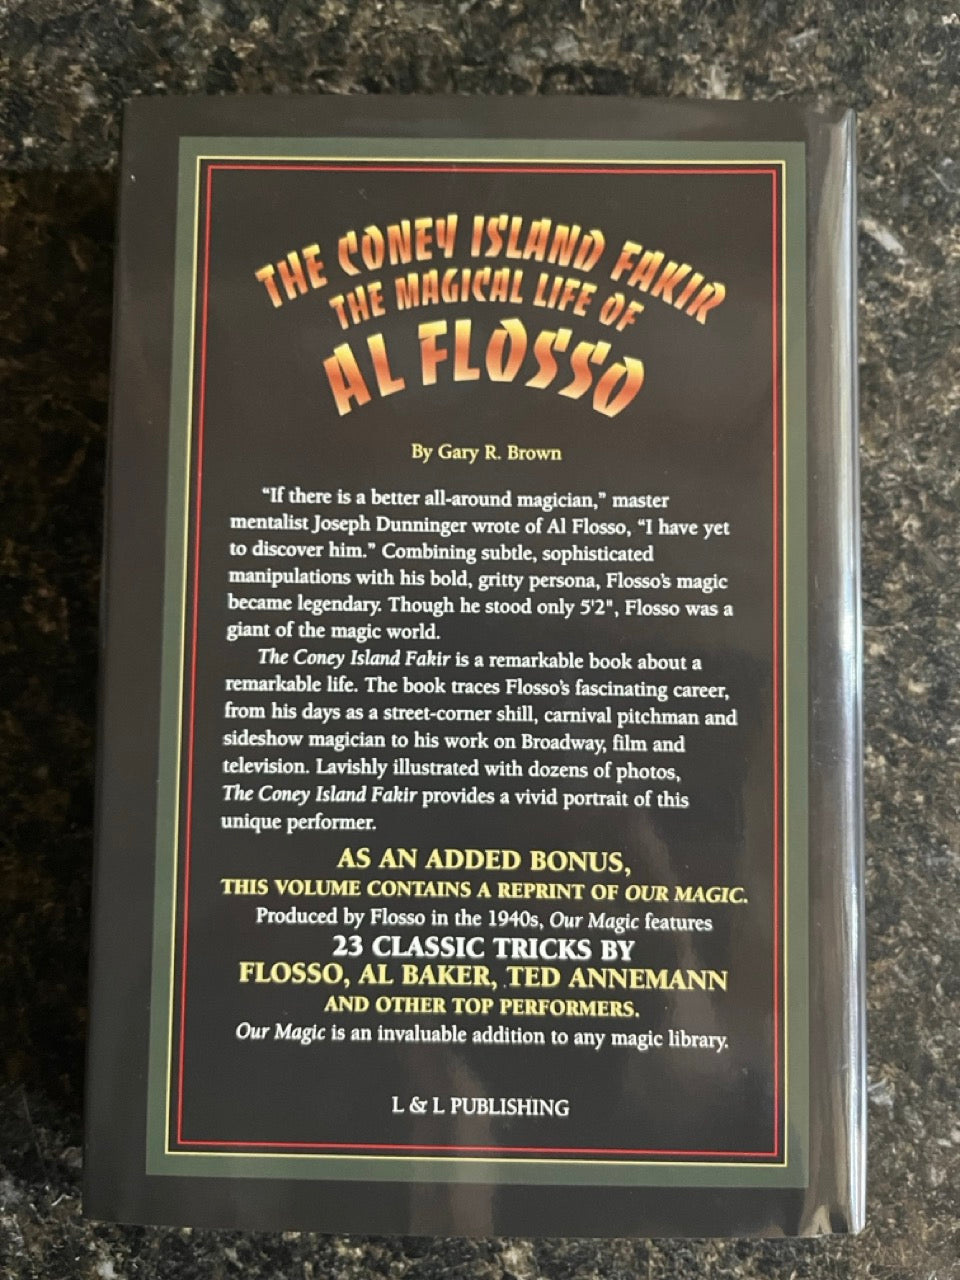 THE CONEY ISLAND FAKIR
THE MAGICAL LIFE OF
AL FLOSSO
By Gary R. Brown
“If there is a better all-around magician,” master
mentalist Joseph Dunninger wrote of Al Flosso, “I have yet
to discover him.” Combining subtle, sophisticated
manipulations with his bold, gritty persona, Flosso's magic
became legendary. Though he stood only 5'2", Flosso was a
giant of the magic world.
The Coney Island Fakir is a remarkable book about a
remarkable life. The book traces Flosso's fascinating career,
from his days as a street-corner shill, carnival pitchman and
sideshow magician to his work on Broadway, film and
television. Lavishly illustrated with dozens of photos,
The Coney Island Fakir provides a vivid portrait of this
unique performer.
AS AN ADDED BONUS,
THIS VOLUME CONTAINS A REPRINT OF OUR MAGIC.
Produced by Flosso in the 1940s, Our Magic features
23 CLASSIC TRICKS BY
FLOSSO, AL BAKER, TED ANNEMANN
AND OTHER TOP PERFORMERS.
Our Magic is an invaluable addition to any magic library.
L & L PUBLISHING